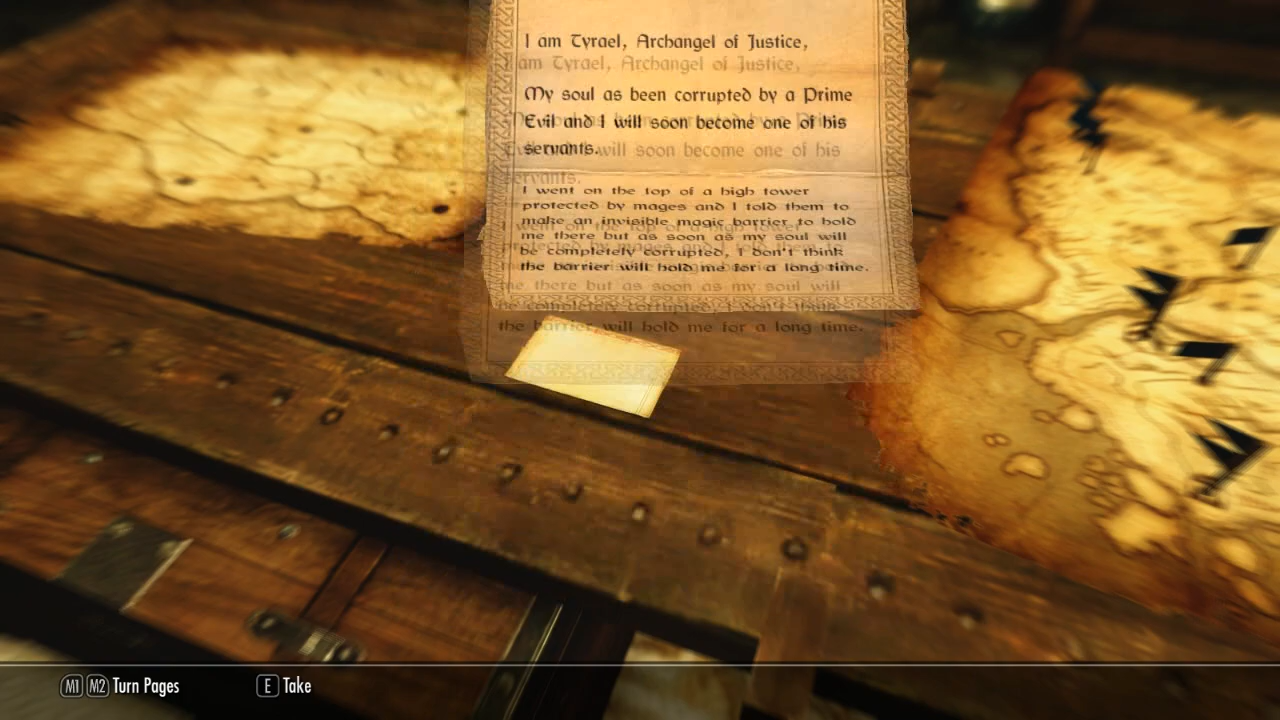 I am Tyrael, Archangel of Justice,
My soul as been corrupted by a Prime
Evil and I will soon become one of his
servants.
I went on the top of a high tower
protected by mages and I told them to
make an invisible magic barrier to hold
me there but as soon as my soul will
be completely corrupted, I don't think
the barrier will hold me for a long time.
M1 M2 Turn Pages
E Take